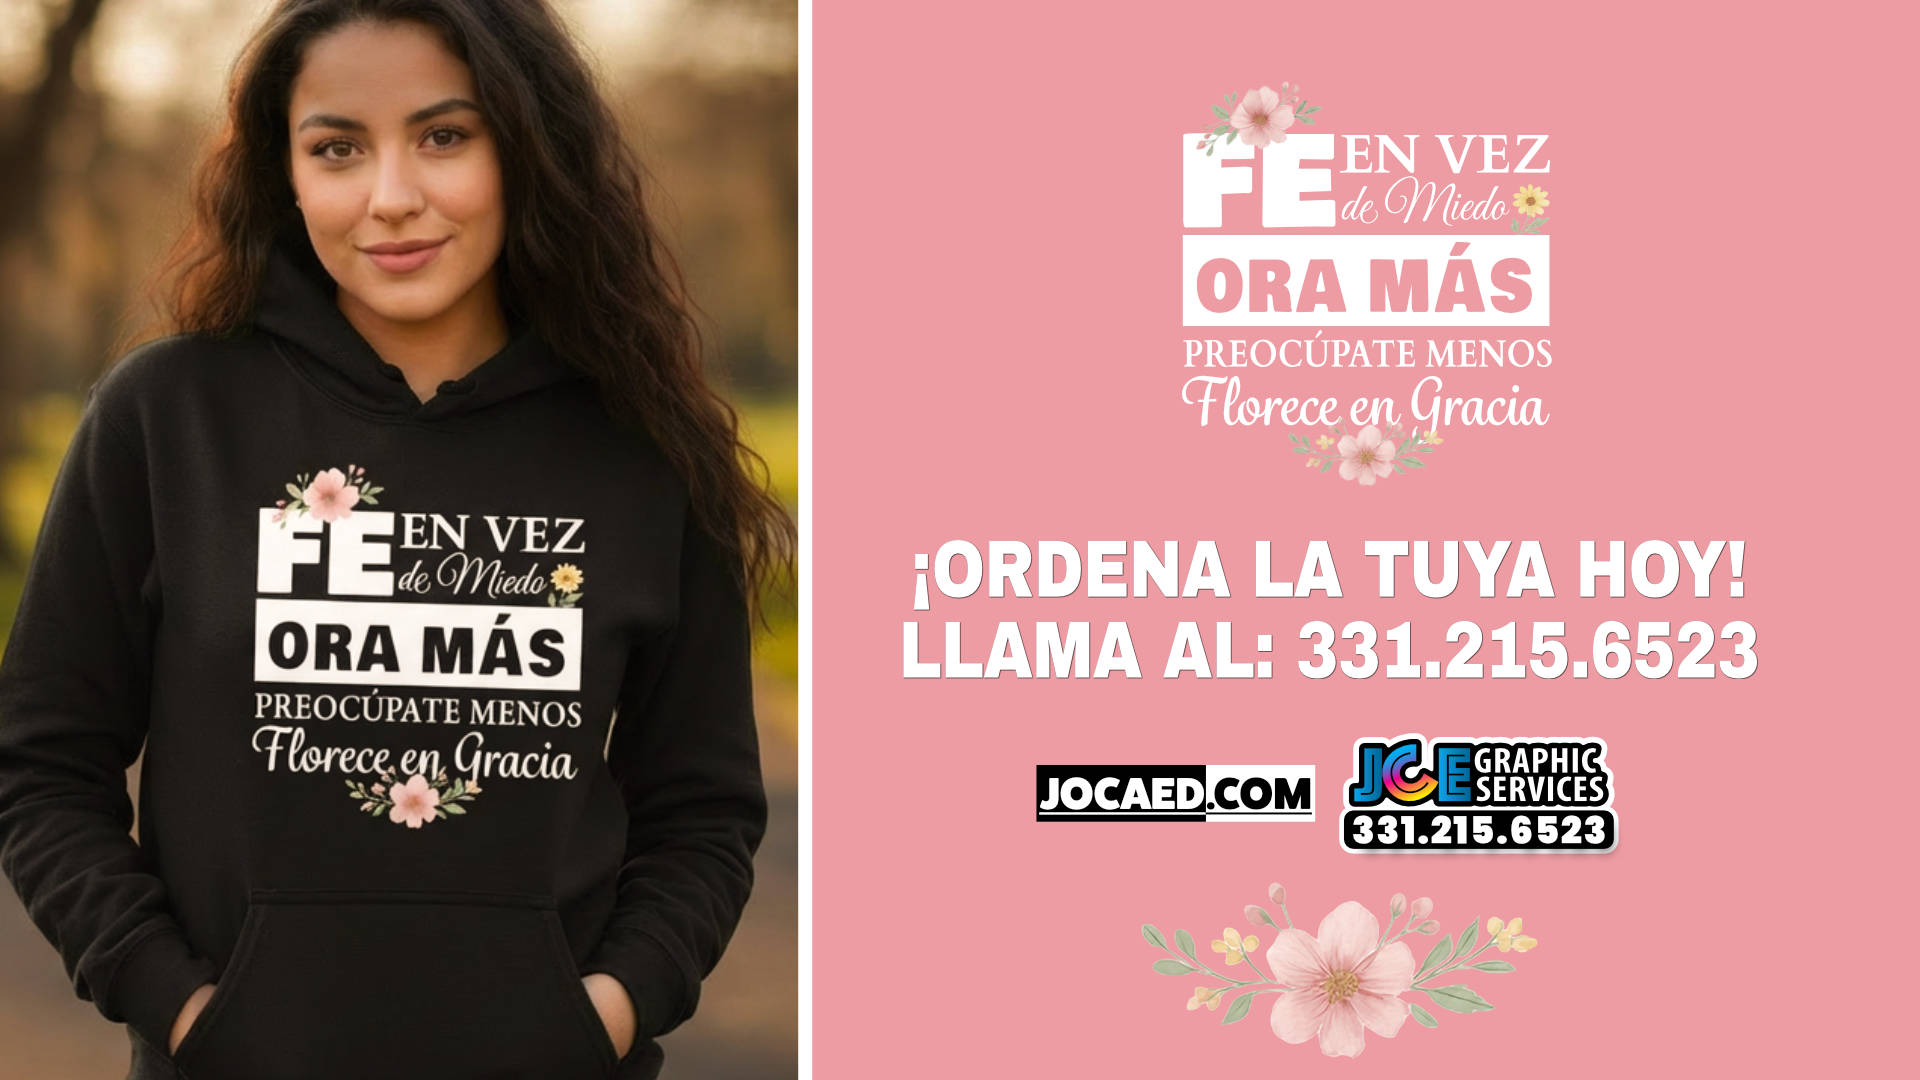 FE EN VEZ
de Miedo
ORA MÁS
PREOCÚPATE MENOS
Florece en Gracia
FE EN VEZ
de Miedo
ORA MÁS
PREOCÚPATE MENOS
Florece en Gracia
¡ORDENA LA TUYA HOY!
LLAMA AL: 331.215.6523
JOCAED.COM
JCE GRAPHIC
SERVICES
331.215.6523